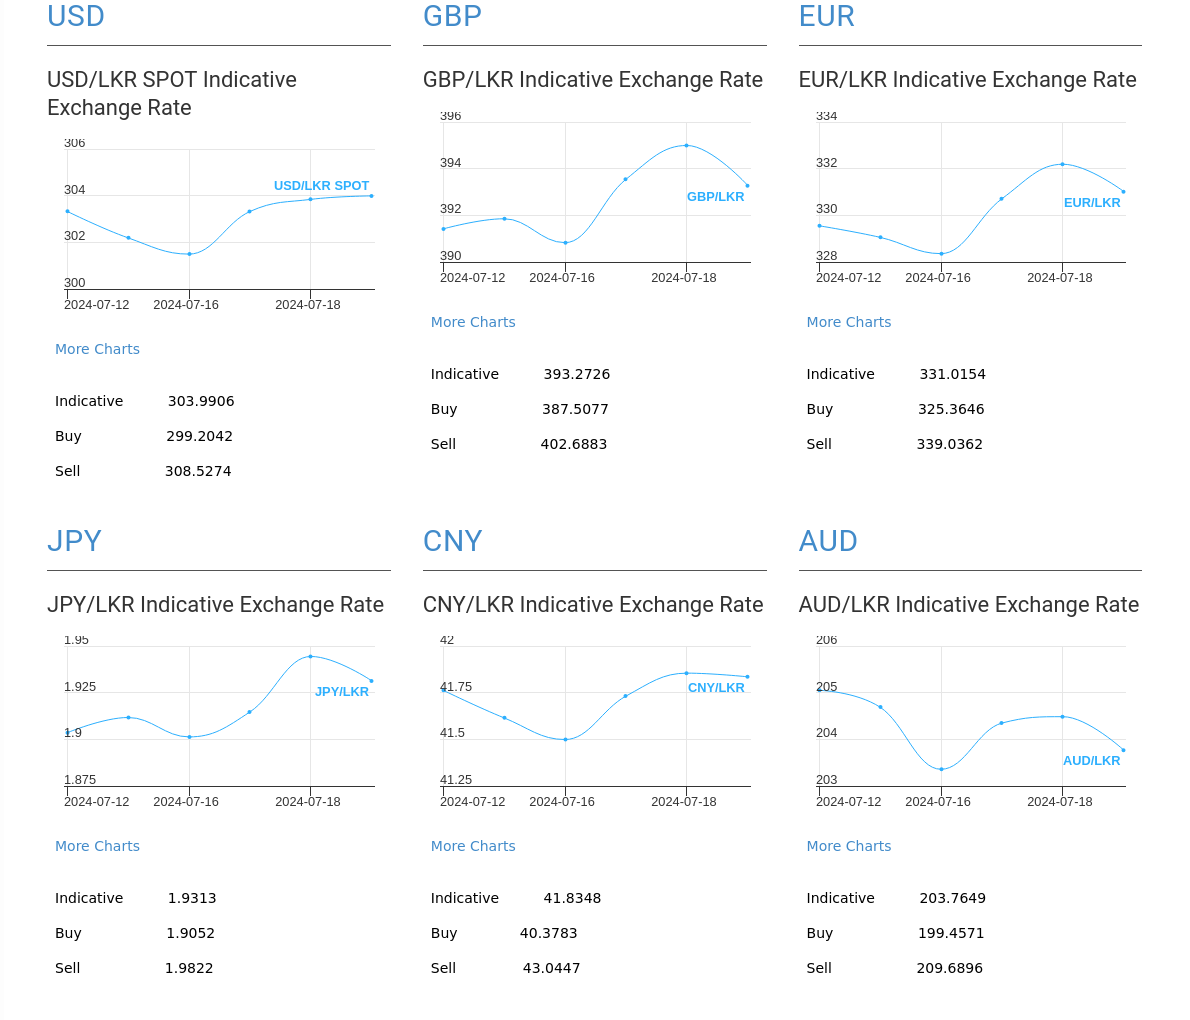 USD
USD/LKR SPOT Indicative
Exchange Rate
306
304
USD/LKR SPOT
302
300
2024-07-12 2024-07-16 2024-07-18
More Charts
Indicative 303.9906
Buy 299.2042
Sell 308.5274
GBP
GBP/LKR Indicative Exchange Rate
396
394
GBP/LKR
392
390
2024-07-12 2024-07-16 2024-07-18
More Charts
Indicative 393.2726
Buy 387.5077
Sell 402.6883
EUR
EUR/LKR Indicative Exchange Rate
334
332
EUR/LKR
330
328
2024-07-12 2024-07-16 2024-07-18
More Charts
Indicative 331.0154
Buy 325.3646
Sell 339.0362
JPY
JPY/LKR Indicative Exchange Rate
1.95
1.925
JPY/LKR
1.9
1.875
2024-07-12 2024-07-16 2024-07-18
More Charts
Indicative 1.9313
Buy 1.9052
Sell 1.9822
CNY
CNY/LKR Indicative Exchange Rate
42
41.75
CNY/LKR
41.5
41.25
2024-07-12 2024-07-16 2024-07-18
More Charts
Indicative 41.8348
Buy 40.3783
Sell 43.0447
AUD
AUD/LKR Indicative Exchange Rate
206
205
204
AUD/LKR
203
2024-07-12 2024-07-16 2024-07-18
More Charts
Indicative 203.7649
Buy 199.4571
Sell 209.6896